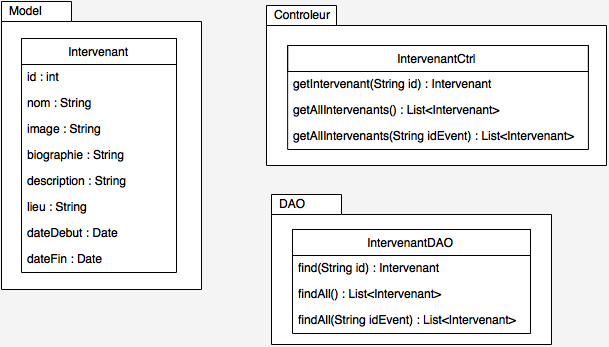 Model
Intervenant
id : int
nom : String
image : String
biographie : String
description : String
lieu : String
dateDebut : Date
dateFin : Date
Controleur
IntervenantCtrl
getIntervenant(String id) : Intervenant
getAllIntervenants() : List<Intervenant>
getAllIntervenants(String idEvent) : List<Intervenant>
DAO
IntervenantDAO
find(String id) : Intervenant
findAll() : List<Intervenant>
findAll(String idEvent) : List<Intervenant>